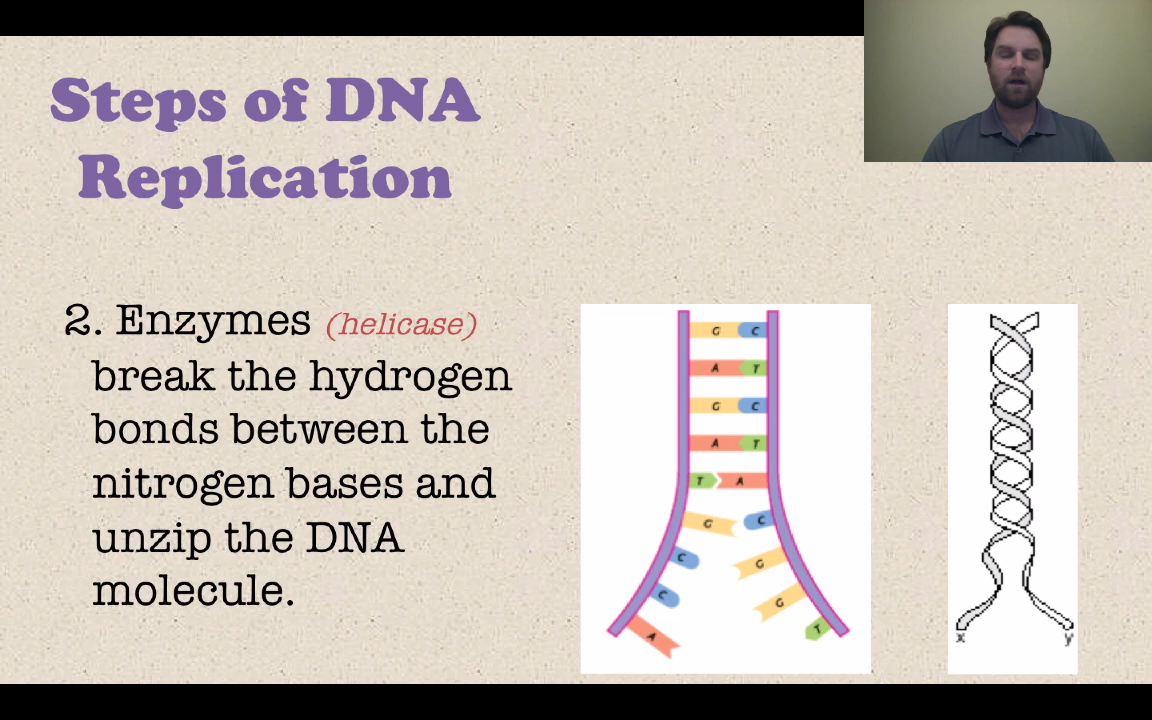 Steps of DNA
Replication
2. Enzymes (helicase)
break the hydrogen
bonds between the
nitrogen bases and
unzip the DNA
molecule.
G C
A T
G C
A T
T A
G C
C G
C G
A T
x y